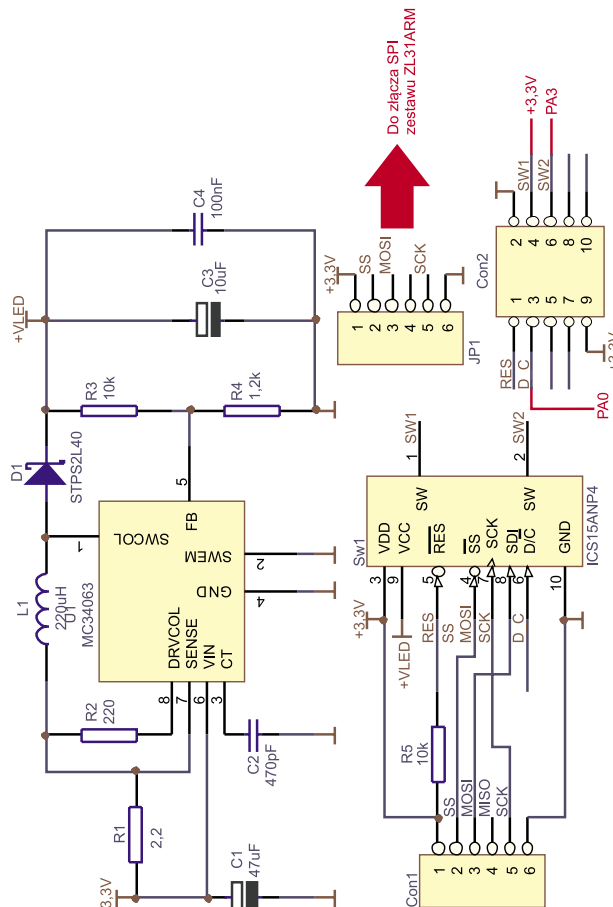 +VLED
C4
100nF
C3
10uF
R3
10k
R4
1,2k
D1
STPS2L40
L1
220uH
U1
MC34063
SWCOL
1
FB
5
SWEM
2
GND
4
DRVCOL
8
SENSE
7
VIN
6
CT
3
R2
220
R1
2,2
C2
470pF
C1
47uF
3,3V
Do złącza SPI
zestawu ZL31ARM
+3,3V
SS
MOSI
SCK
1
2
3
4
5
6
JP1
Con2
SW1
+3,3V
SW2
PA3
2
4
6
8
10
1
3
5
7
9
RES
D_C
+3,3V
PA0
Sw1
ICS15ANP4
SW1
1
SW
SW2
2
SW
VDD
3
VCC
9
RES
5
SS
4
SCK
7
SDI
8
D/C
6
GND
10
+3,3V
+VLED
RES
SS
MOSI
SCK
D_C
R5
10k
SS
MOSI
MISO
SCK
Con1
1
2
3
4
5
6